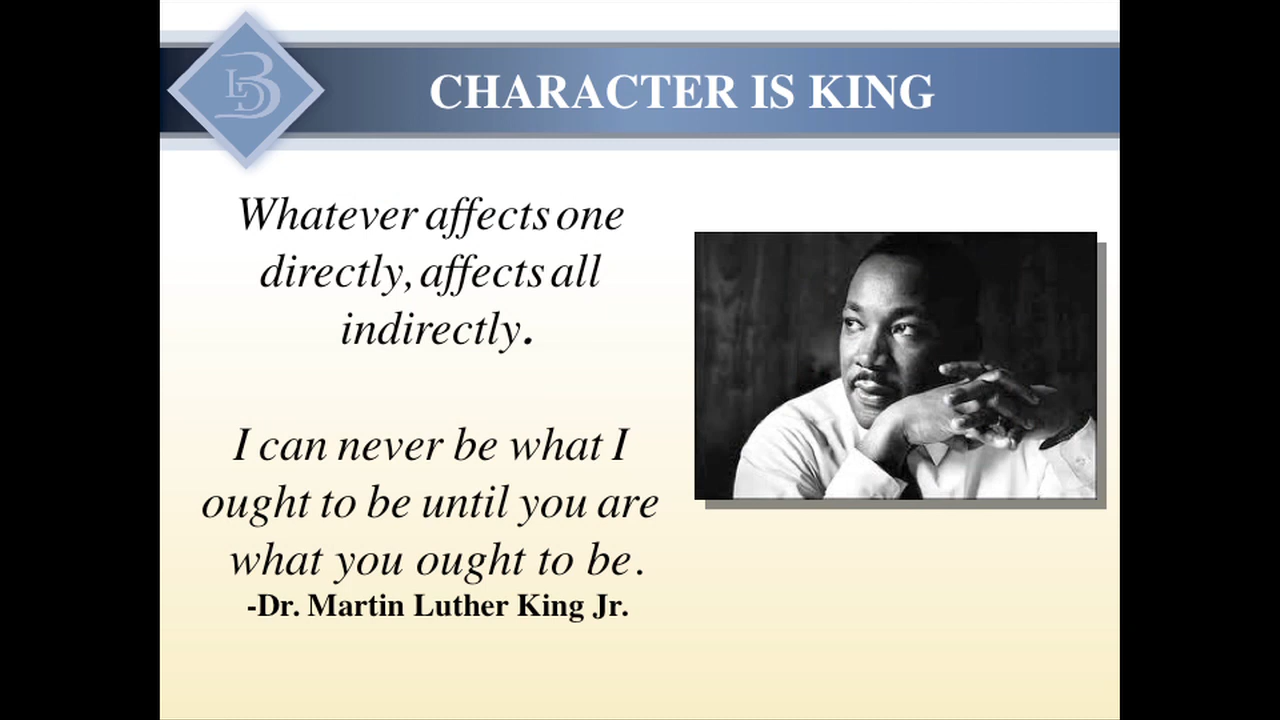 CHARACTER IS KING
LDB
Whatever affects one
directly, affects all
indirectly.
I can never be what I
ought to be until you are
what you ought to be.
-Dr. Martin Luther King Jr.